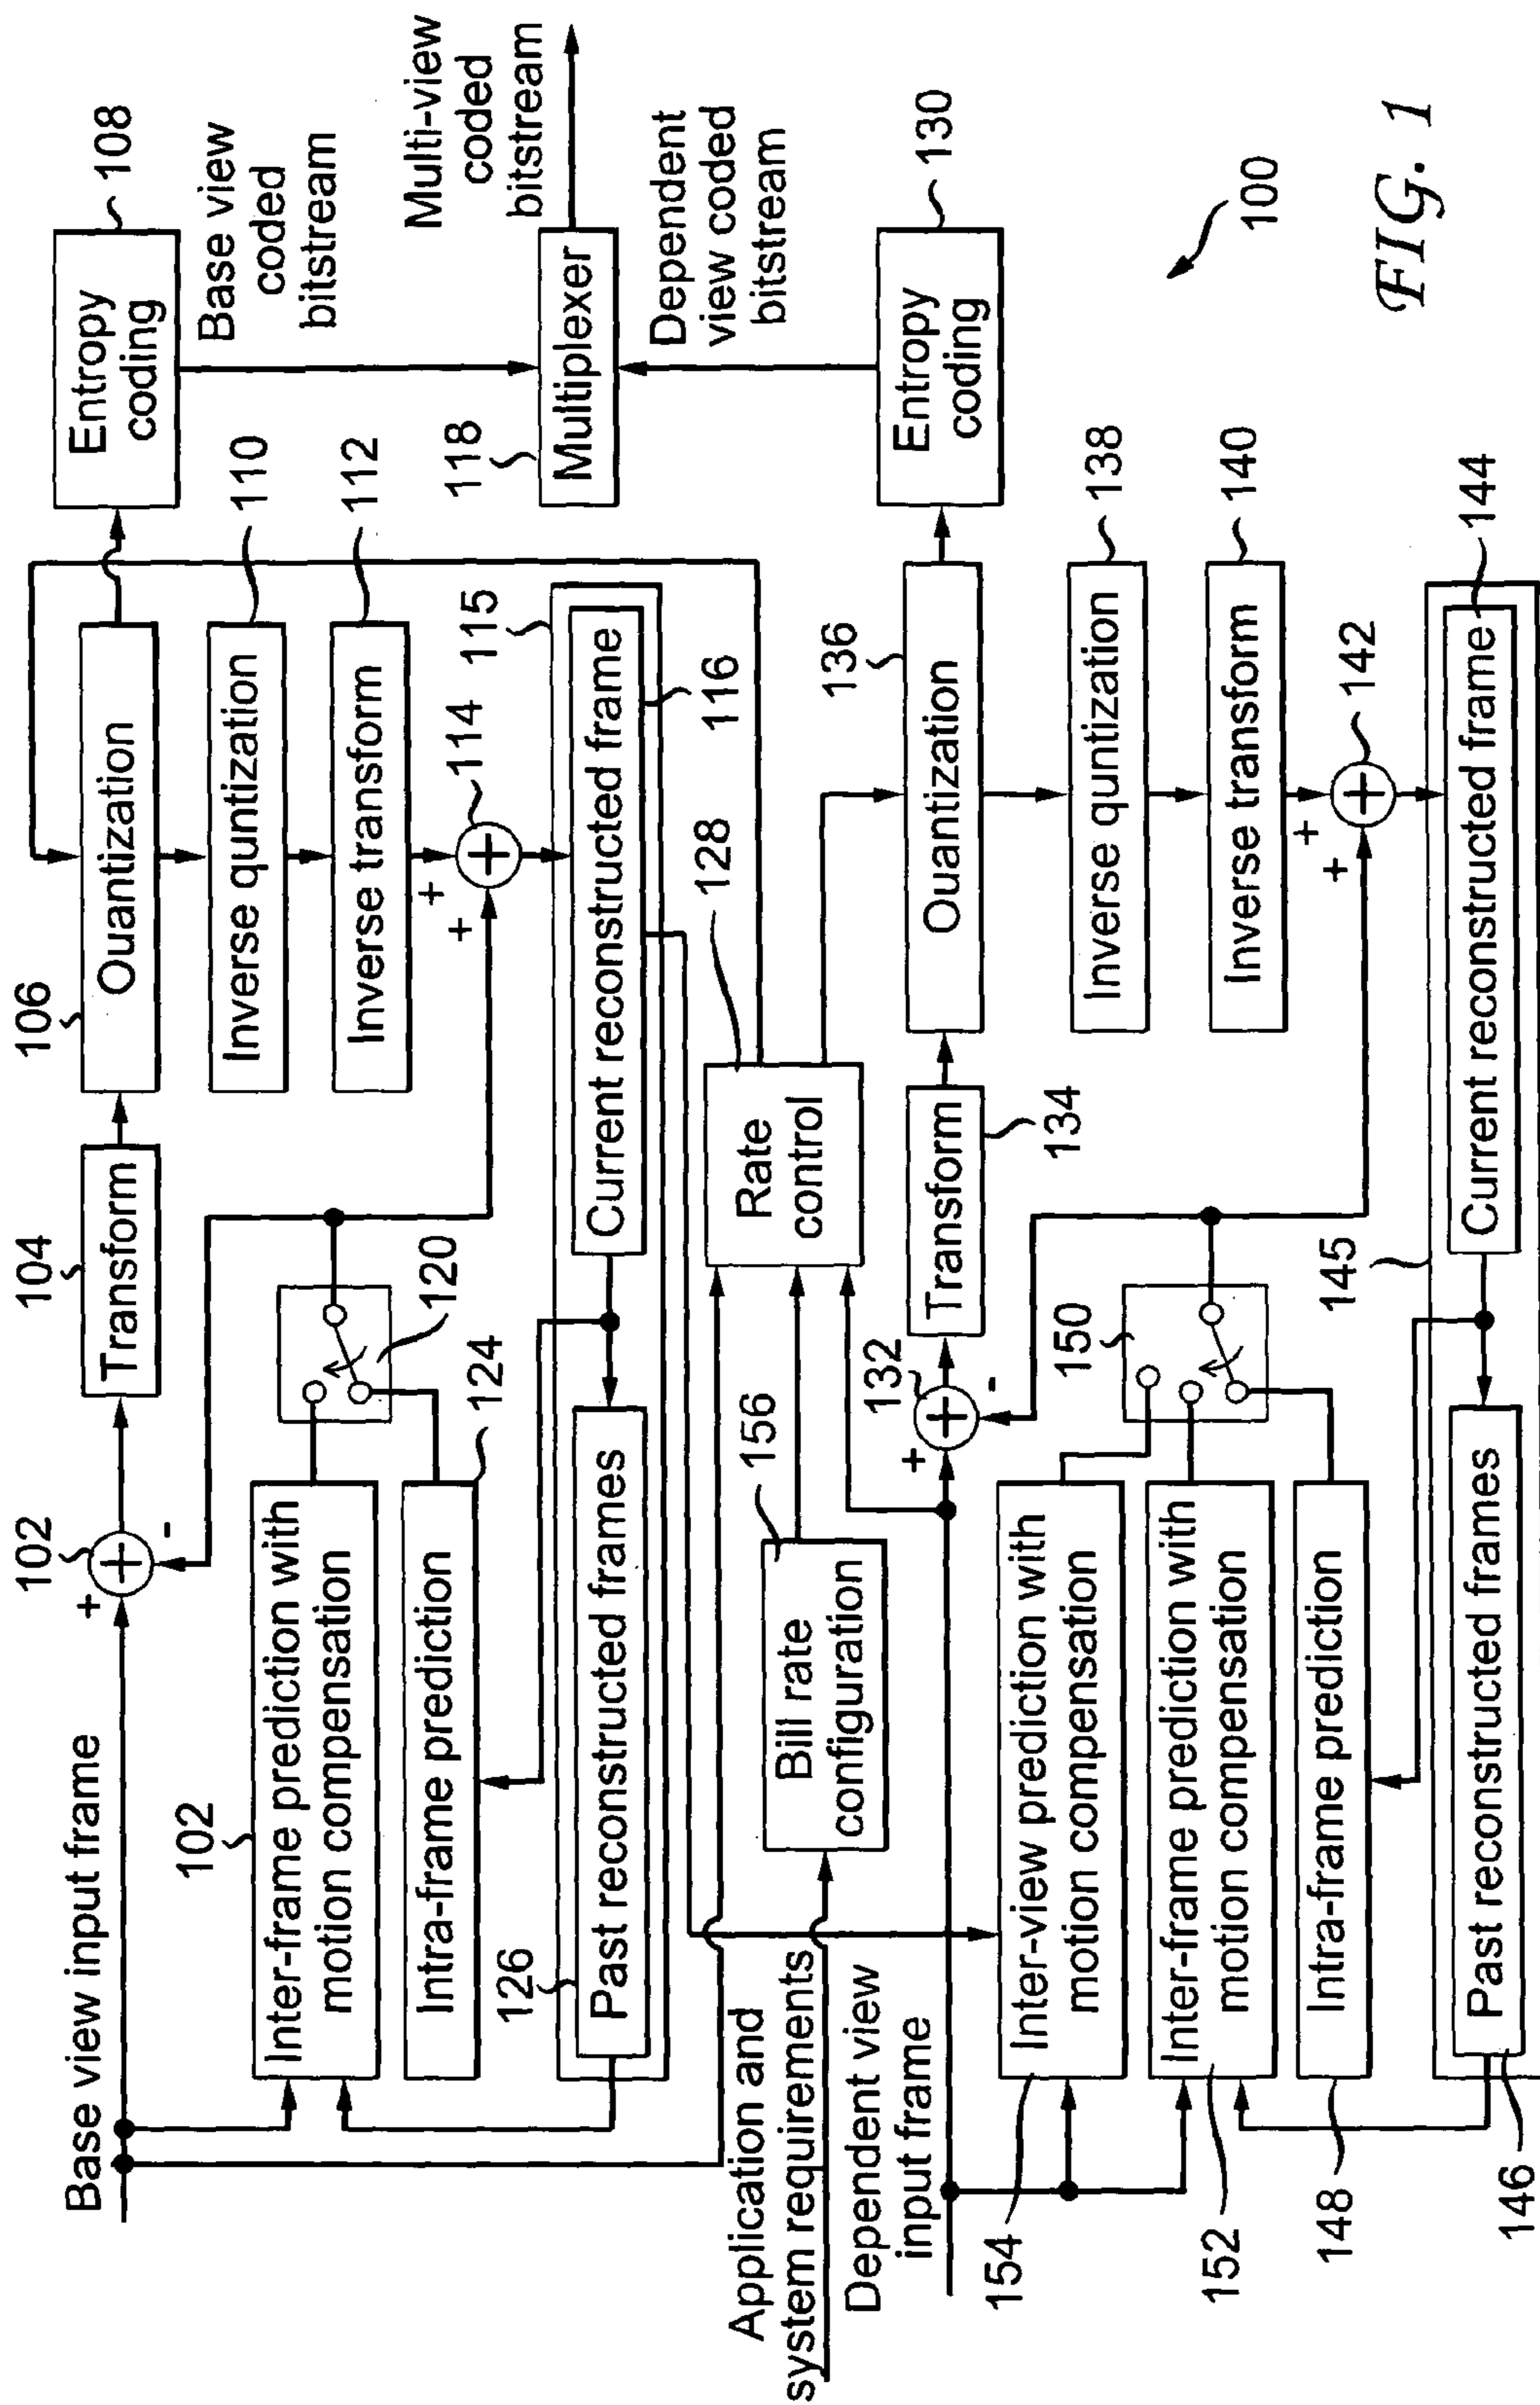 Base view input frame
102
+
-
104
Transform
106
Ouantization
Entropy
coding
108
Base view
coded
bitstream
102
Inter-frame prediction with
motion compensation
120
Inverse quntization
110
124
Intra-frame prediction
Inverse transform
112
+
+
114
126
Past reconstructed frames
Current reconstructed frame
115
116
118
Multiplexer
Multi-view
coded
bitstream
Application and
system requirements
156
Bill rate
configuration
Rate
control
128
Dependent
view coded
bitstream
Dependent view
input frame
+
132
-
Transform
134
Ouantization
136
Entropy
coding
130
154
Inter-view prediction with
motion compensation
150
Inverse quntization
138
152
Inter-frame prediction with
motion compensation
Inverse transform
140
148
Intra-frame prediction
+
+
142
146
Past reconstructed frames
145
Current reconstructed frame
144
100
FIG. 1